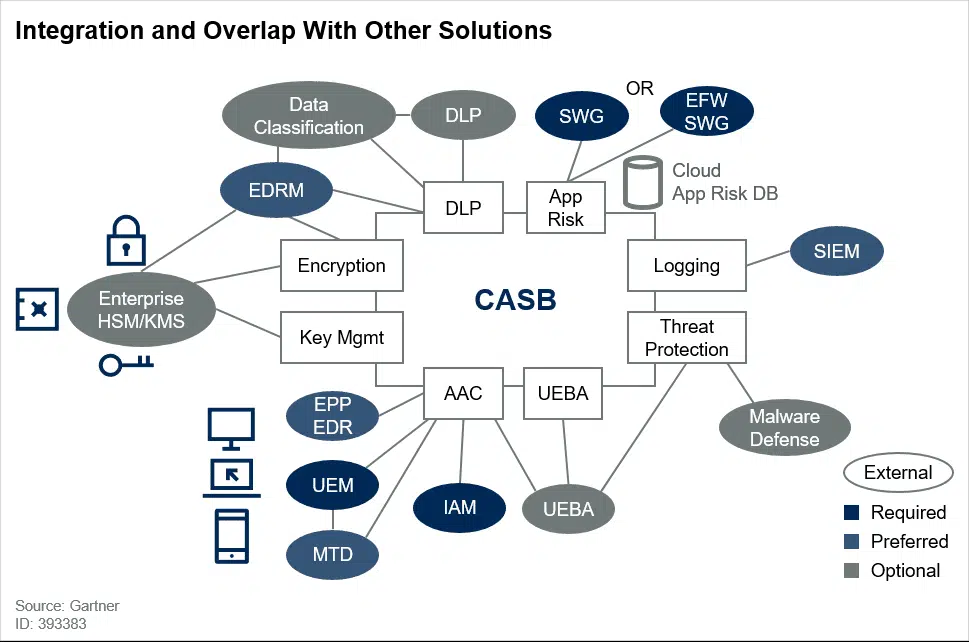 Integration and Overlap With Other Solutions
Data
Classification
DLP
SWG
OR
EFW
SWG
Cloud
App Risk DB
EDRM
DLP
App
Risk
Encryption
Logging
SIEM
Enterprise
HSM/KMS
CASB
Key Mgmt
Threat
Protection
EPP
EDR
AAC
UEBA
Malware
Defense
UEM
IAM
UEBA
MTD
External
Required
Preferred
Optional
Source: Gartner
ID: 393383